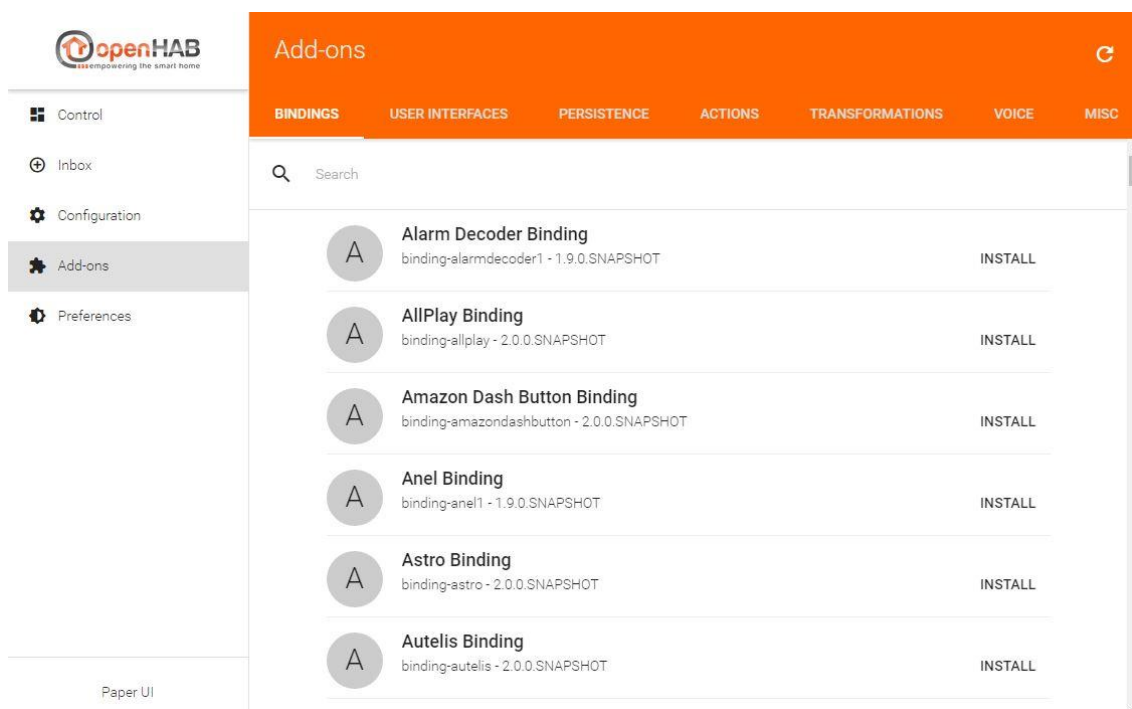 openHAB
empowering the smart home
Control
Inbox
Configuration
Add-ons
Preferences
Paper UI
Add-ons
BINDINGS USER INTERFACES PERSISTENCE ACTIONS TRANSFORMATIONS VOICE MISC
Search
A
Alarm Decoder Binding
binding-alarmdecoder1 - 1.9.0.SNAPSHOT
INSTALL
A
AllPlay Binding
binding-allplay - 2.0.0.SNAPSHOT
INSTALL
A
Amazon Dash Button Binding
binding-amazondashbutton - 2.0.0.SNAPSHOT
INSTALL
A
Anel Binding
binding-anel1 - 1.9.0.SNAPSHOT
INSTALL
A
Astro Binding
binding-astro - 2.0.0.SNAPSHOT
INSTALL
A
Autelis Binding
binding-autelis - 2.0.0.SNAPSHOT
INSTALL